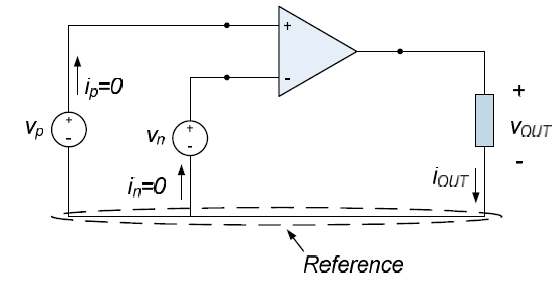 +
-
i_p=0
+
v_p
-
+
v_n
-
i_n=0
+
v_OUT
-
i_OUT
Reference